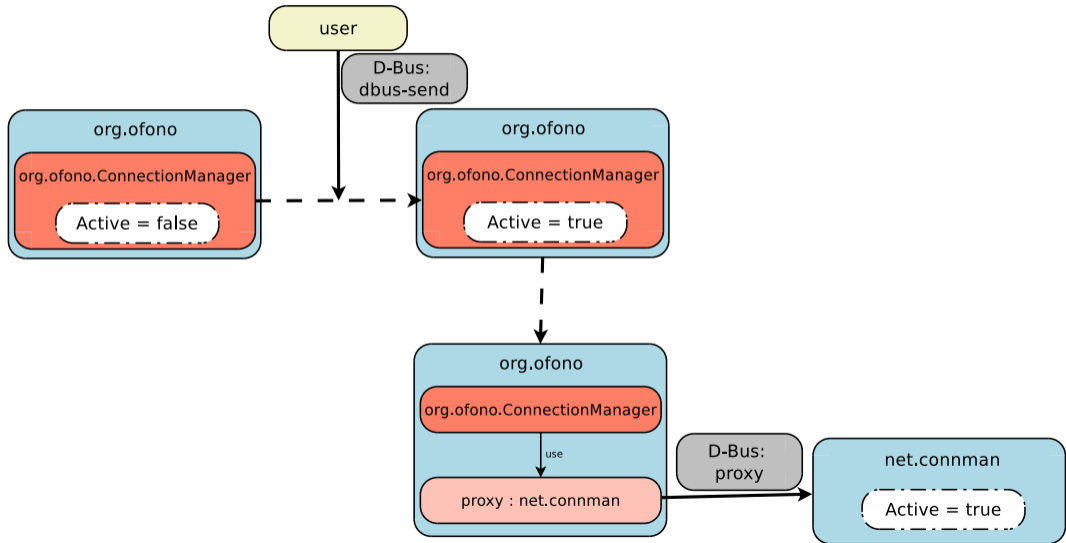 user
D-Bus:
dbus-send
org.ofono
org.ofono.ConnectionManager
Active = false
org.ofono
org.ofono.ConnectionManager
Active = true
org.ofono
org.ofono.ConnectionManager
use
proxy : net.connman
D-Bus:
proxy
net.connman
Active = true